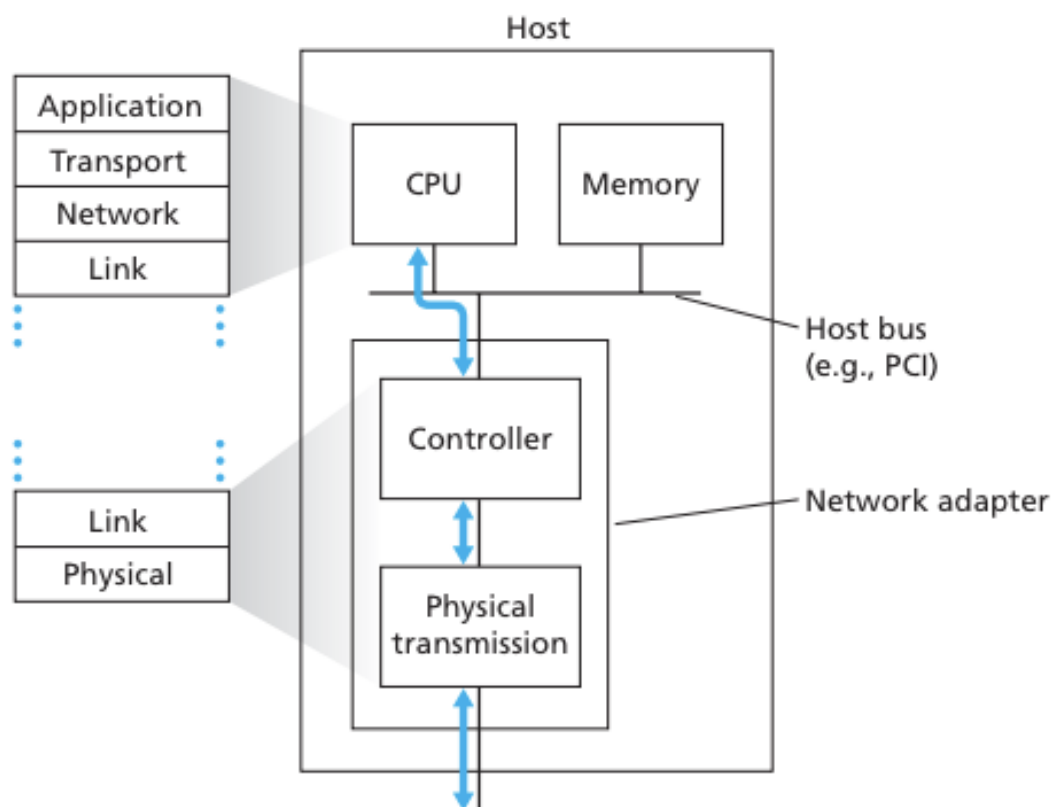 Host
Application
Transport
Network
Link
CPU
Memory
Host bus
(e.g., PCI)
Controller
Network adapter
Link
Physical
Physical
transmission